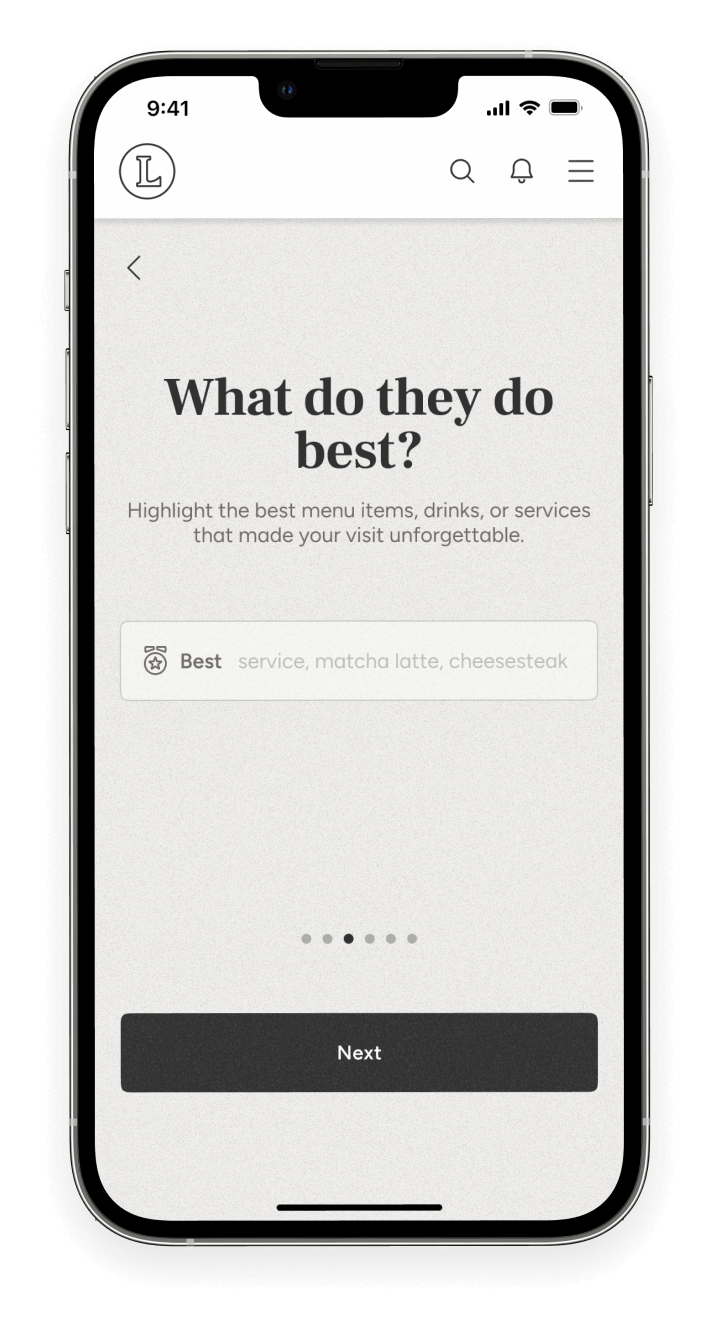 9:41
L
What do they do
best?
Highlight the best menu items, drinks, or services
that made your visit unforgettable.
Best service, matcha latte, cheesesteak
Next